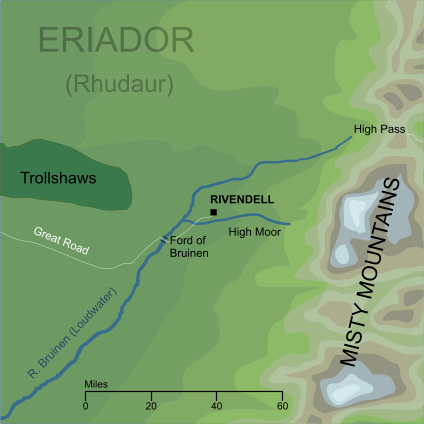 ERIADOR
(Rhudaur)
High Pass
Trollshaws
RIVENDELL
High Moor
Great Road
Ford of
Bruinen
MISTY MOUNTAINS
R. Bruinen (Loudwater)
Miles
0 20 40 60